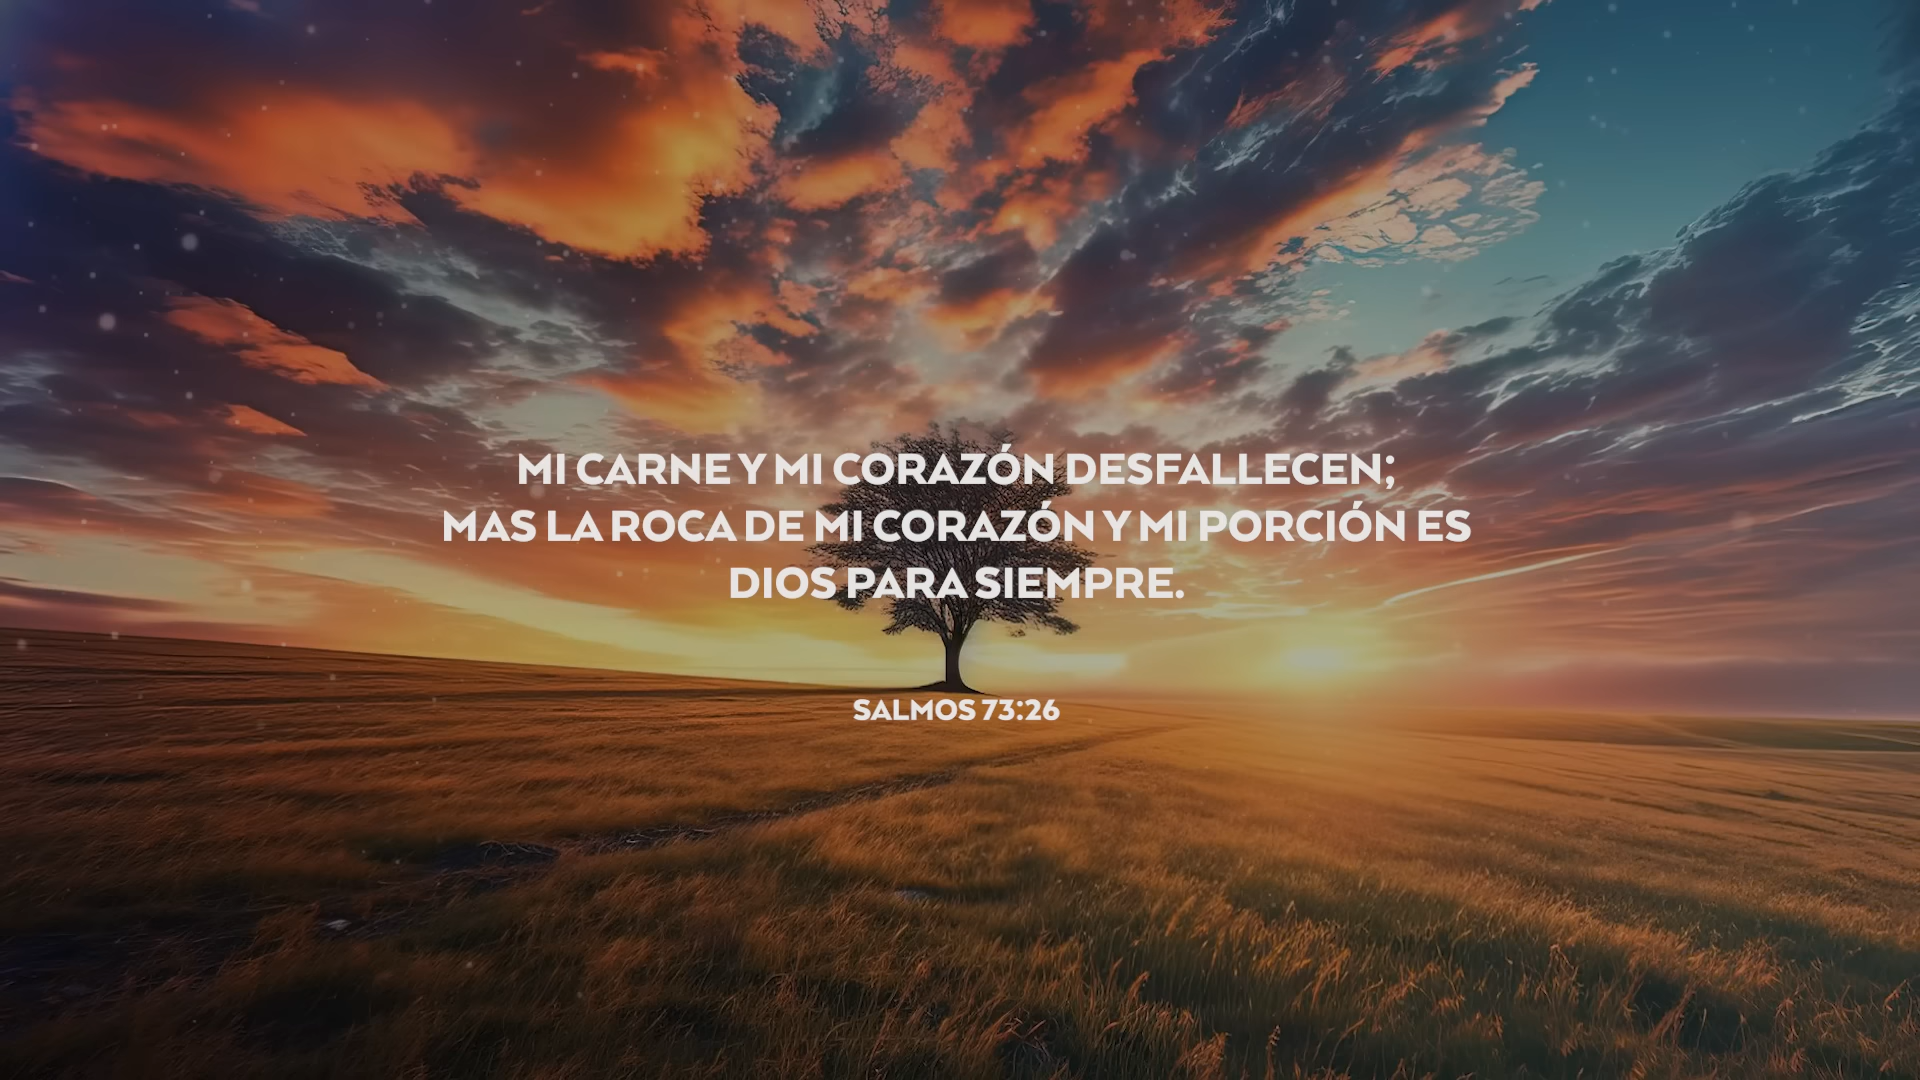 MI CARNE Y MI CORAZÓN DESFALLECEN;
MAS LA ROCA DE MI CORAZÓN Y MI PORCIÓN ES
DIOS PARA SIEMPRE.
SALMOS 73:26